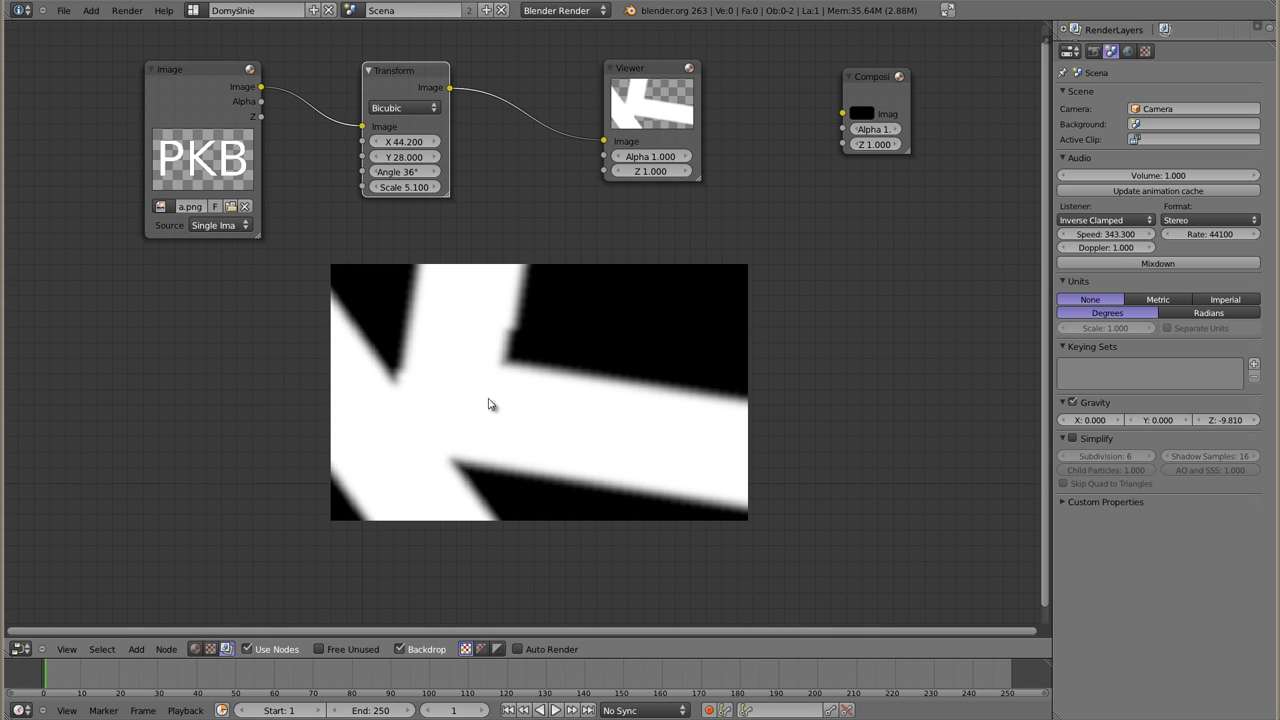 File Add Render Help Domyślnie Scena 2 Blender Render blender.org 263 | Ve:0 | Fa:0 | Ob:0-2 | La:1 | Mem:35.64M (2.88M)
RenderLayers
Image
Image
Alpha
Z
PKB
a.png F
Source Single Ima
Transform
Image
Bicubic
Image
X 44.200
Y 28.000
Angle 36°
Scale 5.100
Viewer
Image
Alpha 1.000
Z 1.000
Composi
Imag
Alpha 1.
Z 1.000
Scena
Scene
Camera: Camera
Background:
Active Clip:
Audio
Volume: 1.000
Update animation cache
Listener: Format:
Inverse Clamped Stereo
Speed: 343.300 Rate: 44100
Doppler: 1.000
Mixdown
Units
None Metric Imperial
Degrees Radians
Scale: 1.000 Separate Units
Keying Sets
Gravity
X: 0.000 Y: 0.000 Z: -9.810
Simplify
Subdivision: 6 Shadow Samples: 16
Child Particles: 1.000 AO and SSS: 1.000
Skip Quad to Triangles
Custom Properties
View Select Add Node Use Nodes Free Unused Backdrop Auto Render
0 10 20 30 40 50 60 70 80 90 100 110 120 130 140 150 160 170 180 190 200 210 220 230 240 250
View Marker Frame Playback Start: 1 End: 250 1 No Sync